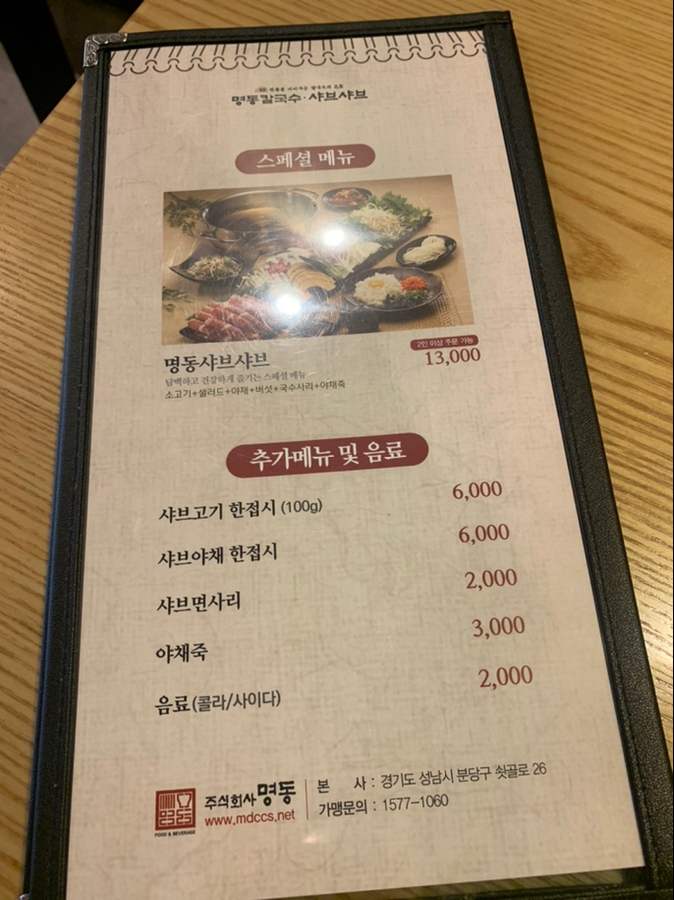 명동칼국수·샤브샤브
스페셜 메뉴
명동샤브샤브
2인 이상 주문 가능
13,000
담백하고 건강하게 즐기는 스페셜 메뉴
소고기+샐러드+야채+버섯+국수사리+야채죽
추가메뉴 및 음료
샤브고기 한접시 (100g) 6,000
샤브야채 한접시 6,000
샤브면사리 2,000
야채죽 3,000
음료(콜라/사이다) 2,000
주식회사 명동
www.mdccs.net
FOOD & BEVERAGE
본 사 : 경기도 성남시 분당구 쇳골로 26
가맹문의 : 1577-1060